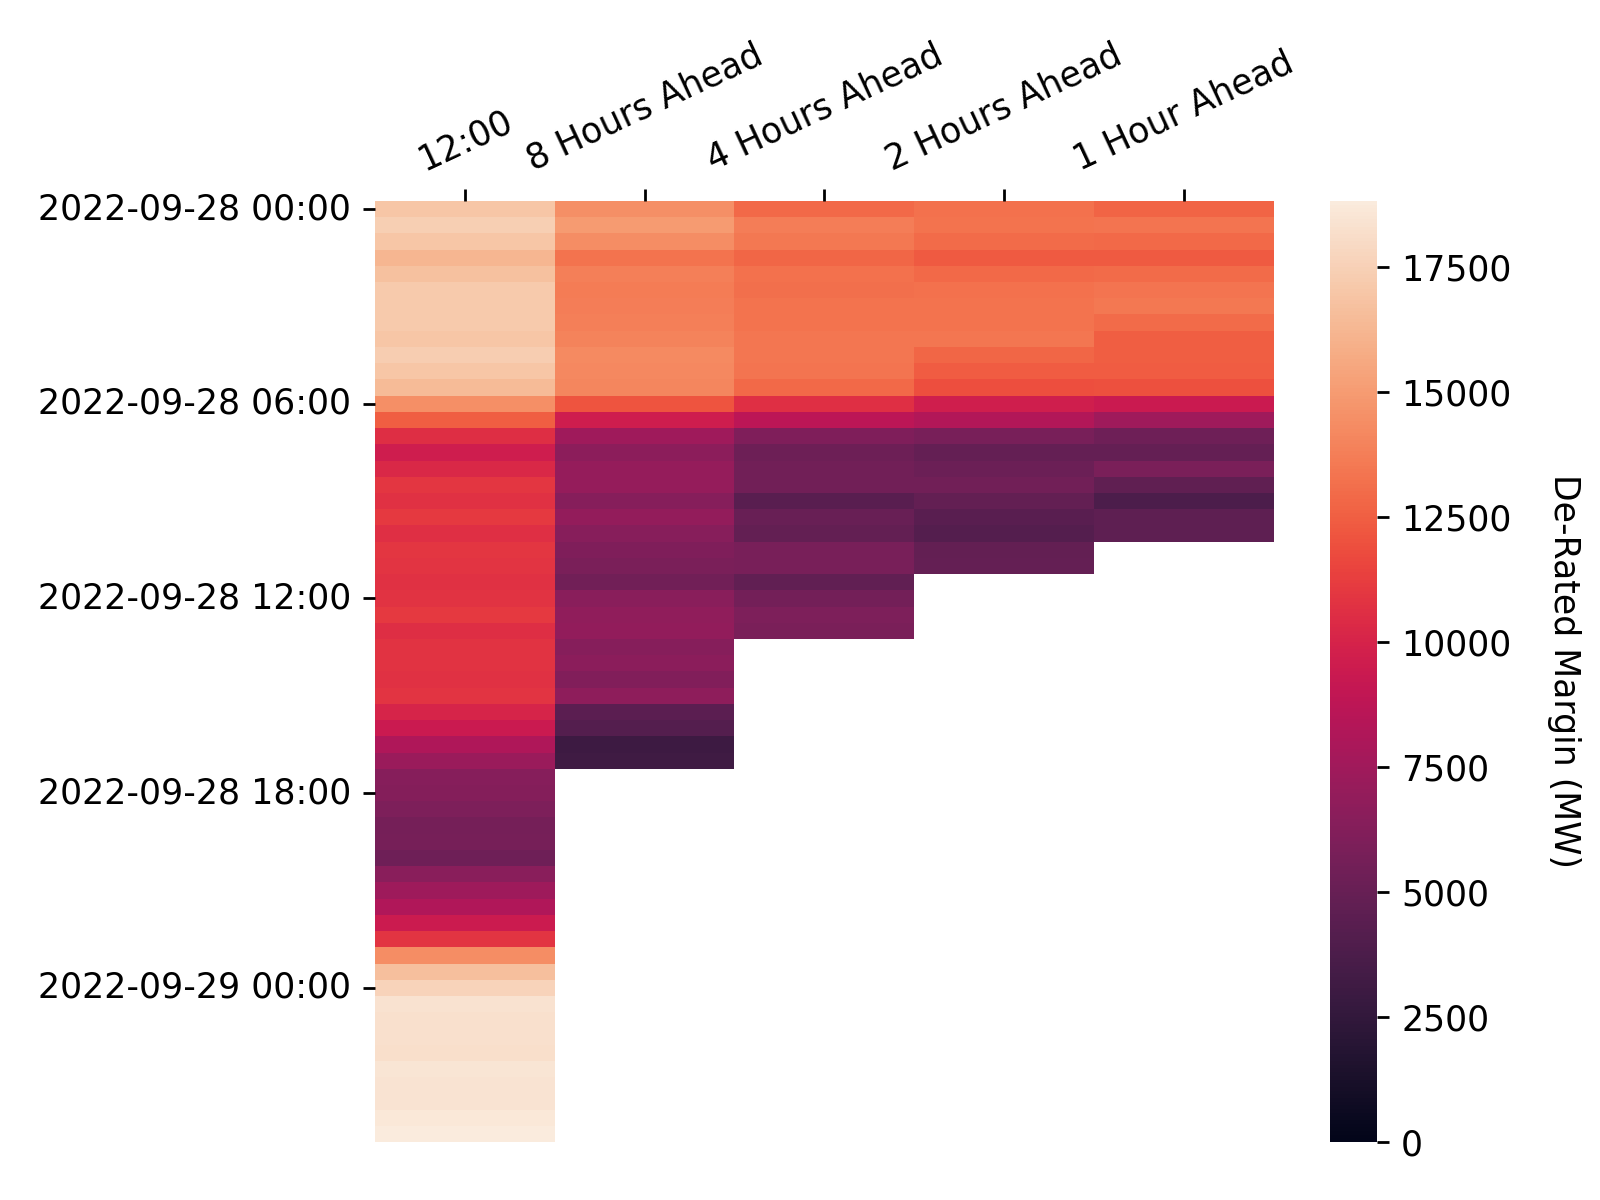 12:00
8 Hours Ahead
4 Hours Ahead
2 Hours Ahead
1 Hour Ahead
2022-09-28 00:00
2022-09-28 06:00
2022-09-28 12:00
2022-09-28 18:00
2022-09-29 00:00
17500
15000
12500
10000
7500
5000
2500
0
De-Rated Margin (MW)